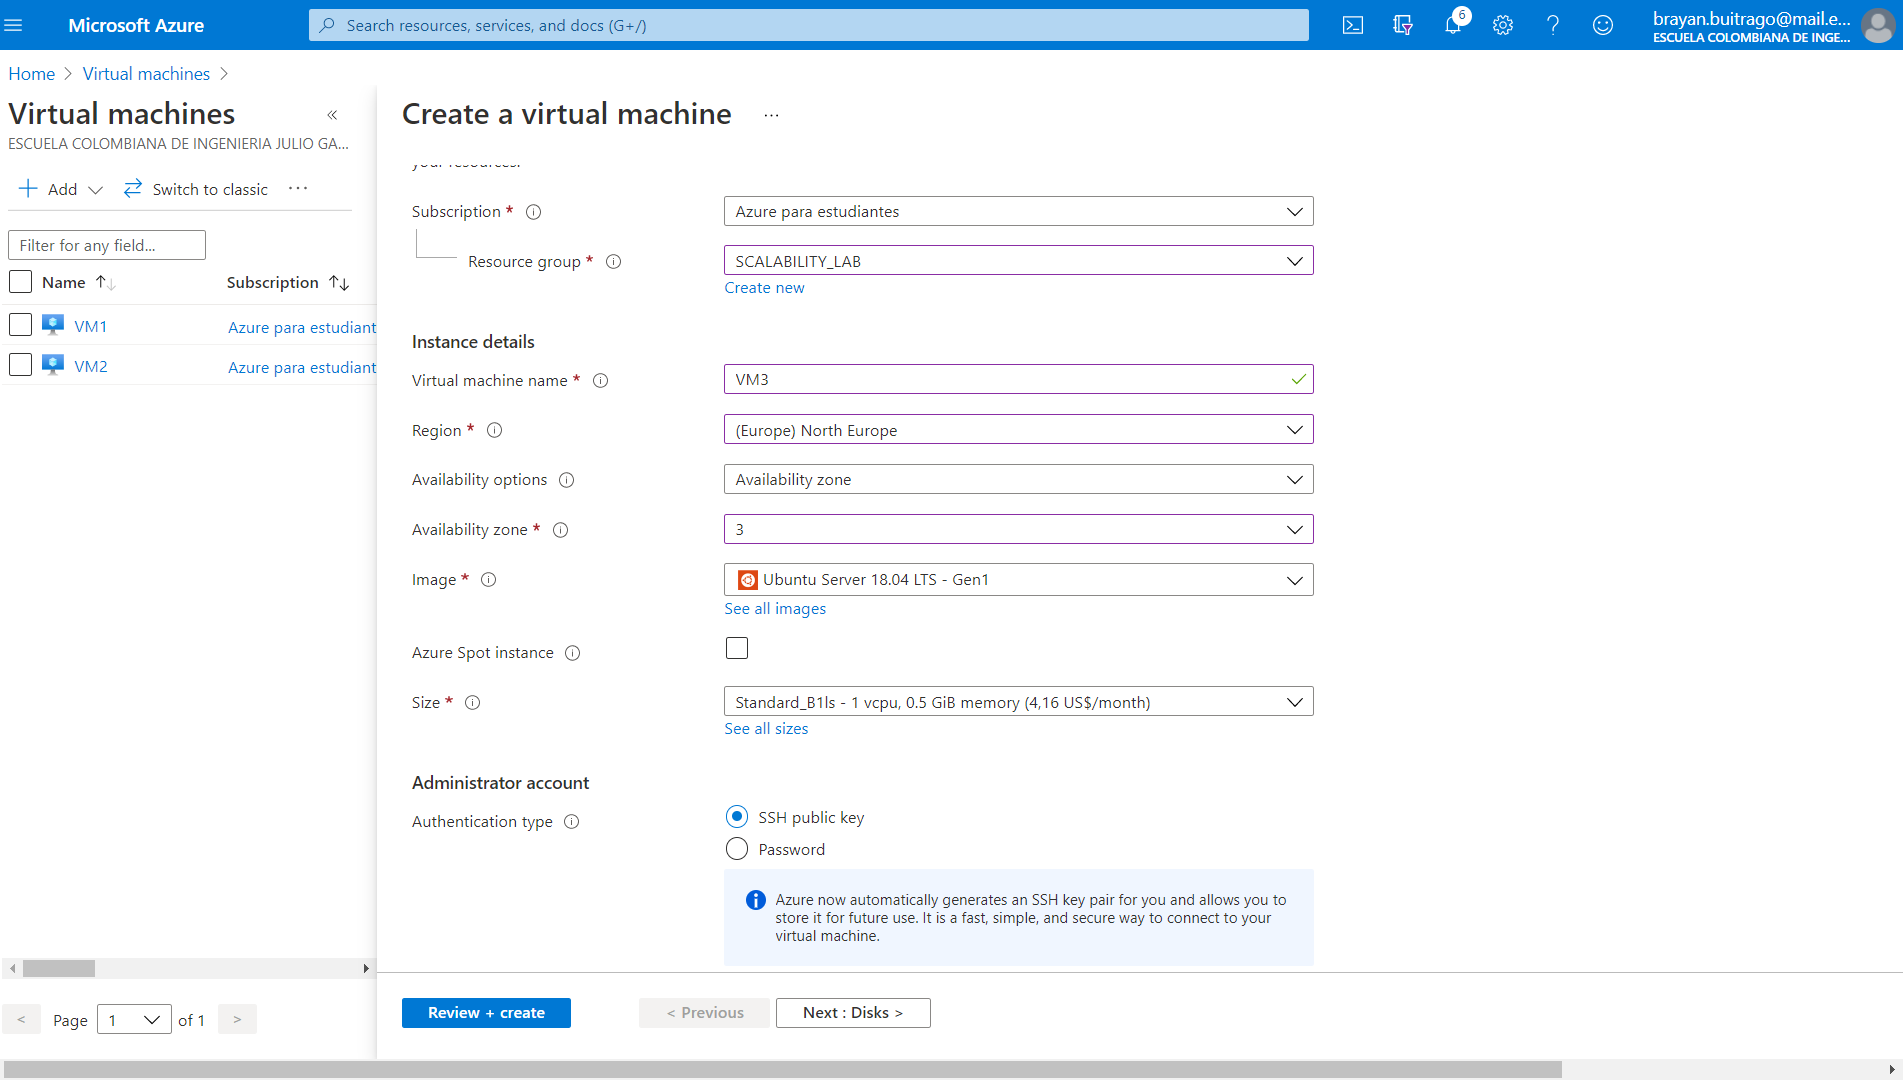 Microsoft Azure
Search resources, services, and docs (G+/)
6
brayan.buitrago@mail.e...
ESCUELA COLOMBIANA DE INGE...
Home > Virtual machines >
Virtual machines
«
ESCUELA COLOMBIANA DE INGENIERIA JULIO GA...
Add
Switch to classic
...
Filter for any field...
Name
Subscription
VM1
Azure para estudiant
VM2
Azure para estudiant
< Page 1 of 1 >
Create a virtual machine
...
your resources.
Subscription *
Azure para estudiantes
Resource group *
SCALABILITY_LAB
Create new
Instance details
Virtual machine name *
VM3
Region *
(Europe) North Europe
Availability options
Availability zone
Availability zone *
3
Image *
Ubuntu Server 18.04 LTS - Gen1
See all images
Azure Spot instance
Size *
Standard_B1ls - 1 vcpu, 0.5 GiB memory (4,16 US$/month)
See all sizes
Administrator account
Authentication type
SSH public key
Password
Azure now automatically generates an SSH key pair for you and allows you to
store it for future use. It is a fast, simple, and secure way to connect to your
virtual machine.
Review + create
< Previous
Next : Disks >